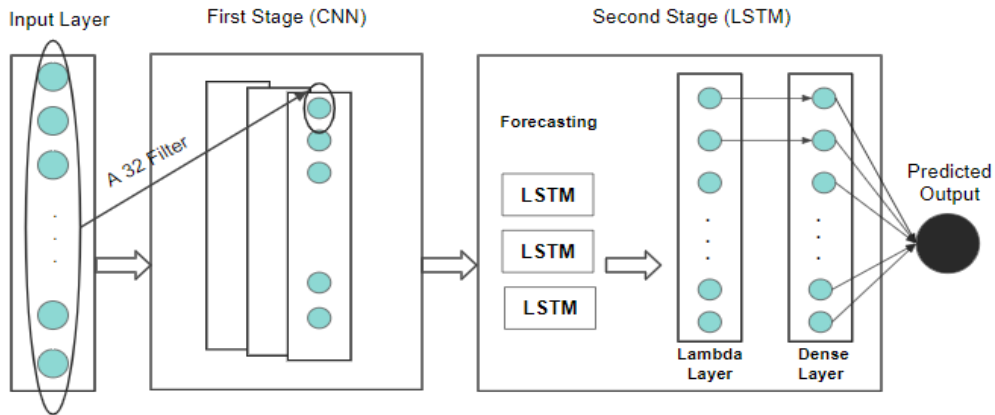 Input Layer
First Stage (CNN)
Second Stage (LSTM)
A 32 Filter
Forecasting
LSTM
LSTM
LSTM
Lambda
Layer
Dense
Layer
Predicted
Output